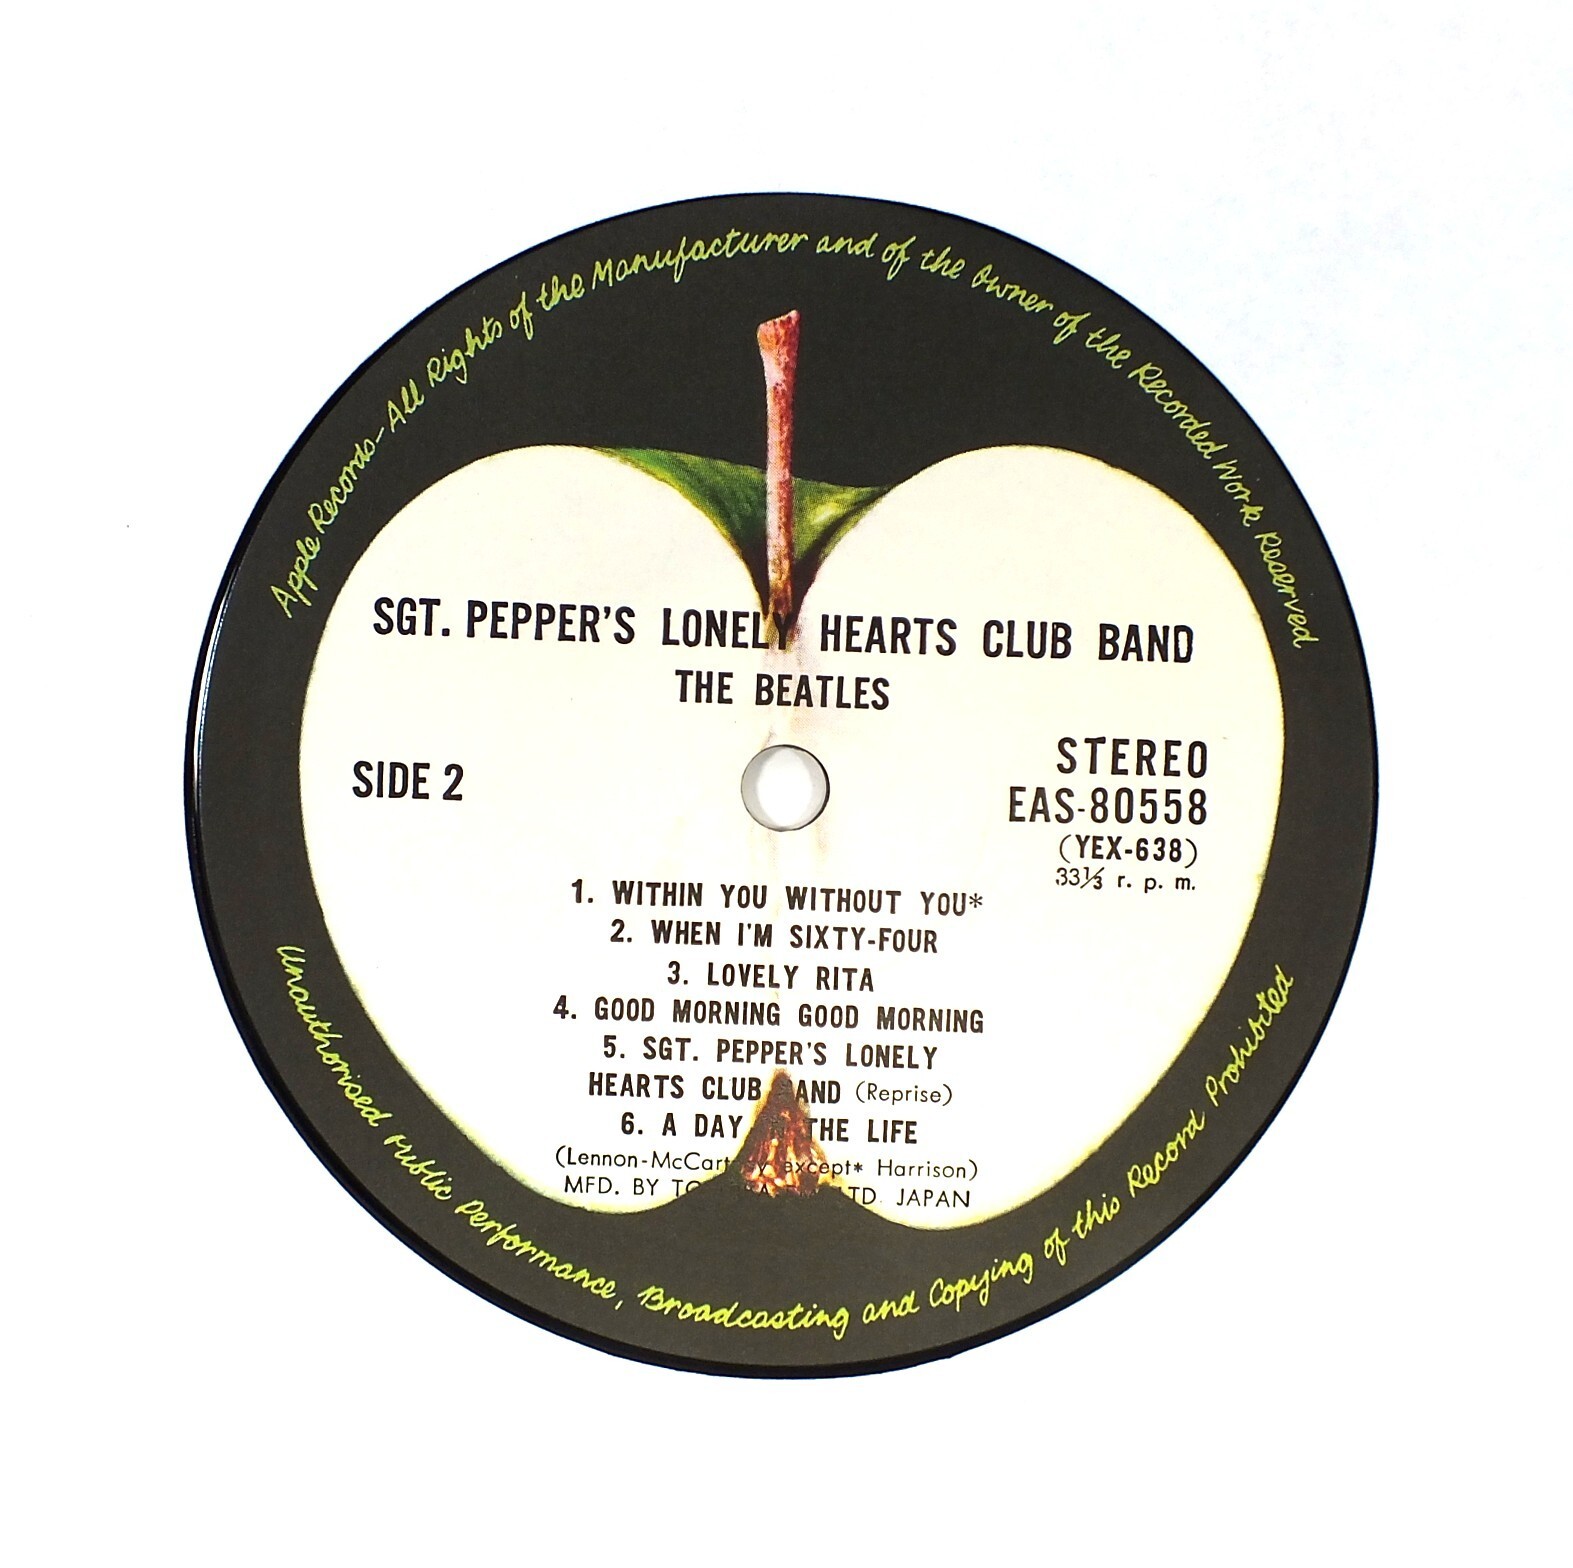 Apple Records-All Rights of the Manufacturer and of the Owner of the Recorded Work Reserved
SGT. PEPPER'S LONELY HEARTS CLUB BAND
THE BEATLES
SIDE 2
STEREO
EAS-80558
(YEX-638)
33⅓ r. p. m.
1. WITHIN YOU WITHOUT YOU*
2. WHEN I'M SIXTY-FOUR
3. LOVELY RITA
4. GOOD MORNING GOOD MORNING
5. SGT. PEPPER'S LONELY
HEARTS CLUB BAND (Reprise)
6. A DAY IN THE LIFE
(Lennon-McCartney except* Harrison)
MFD. BY LTD. JAPAN
Unauthorised Public Performance, Broadcasting and Copying of this Record Prohibited